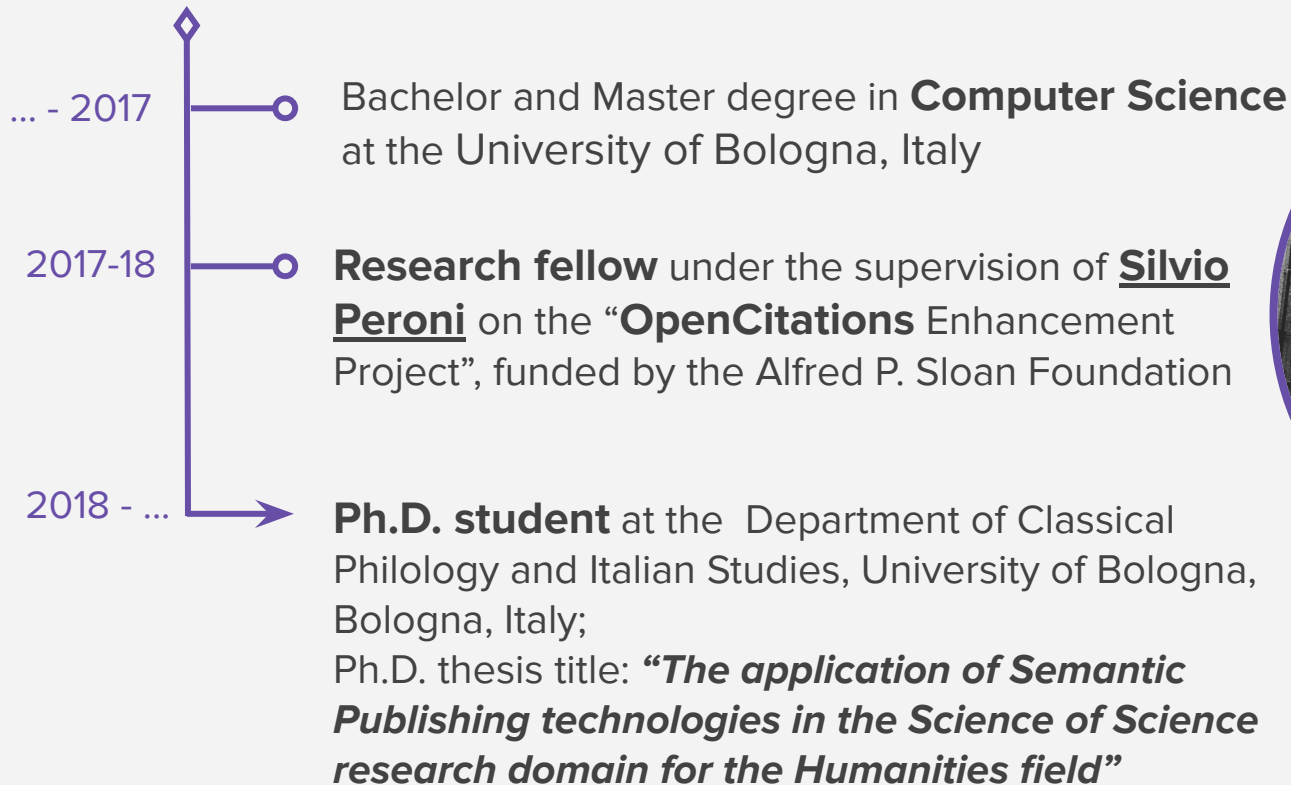 ... - 2017
Bachelor and Master degree in Computer Science
at the University of Bologna, Italy
2017-18
Research fellow under the supervision of Silvio
Peroni on the “OpenCitations Enhancement
Project”, funded by the Alfred P. Sloan Foundation
2018 - ...
Ph.D. student at the  Department of Classical
Philology and Italian Studies, University of Bologna,
Bologna, Italy;
Ph.D. thesis title: “The application of Semantic
Publishing technologies in the Science of Science
research domain for the Humanities field”